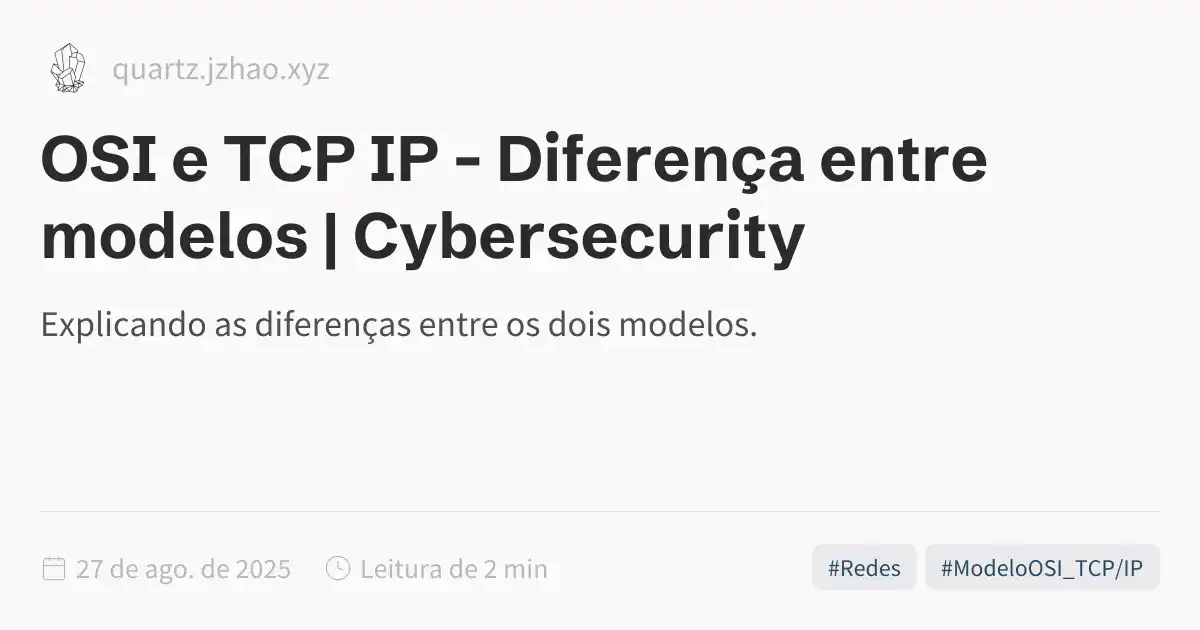 quartz.jzhao.xyz
OSI e TCP IP - Diferença entre
modelos | Cybersecurity
Explicando as diferenças entre os dois modelos.
27 de ago. de 2025
Leitura de 2 min
#Redes
#ModeloOSI_TCP/IP